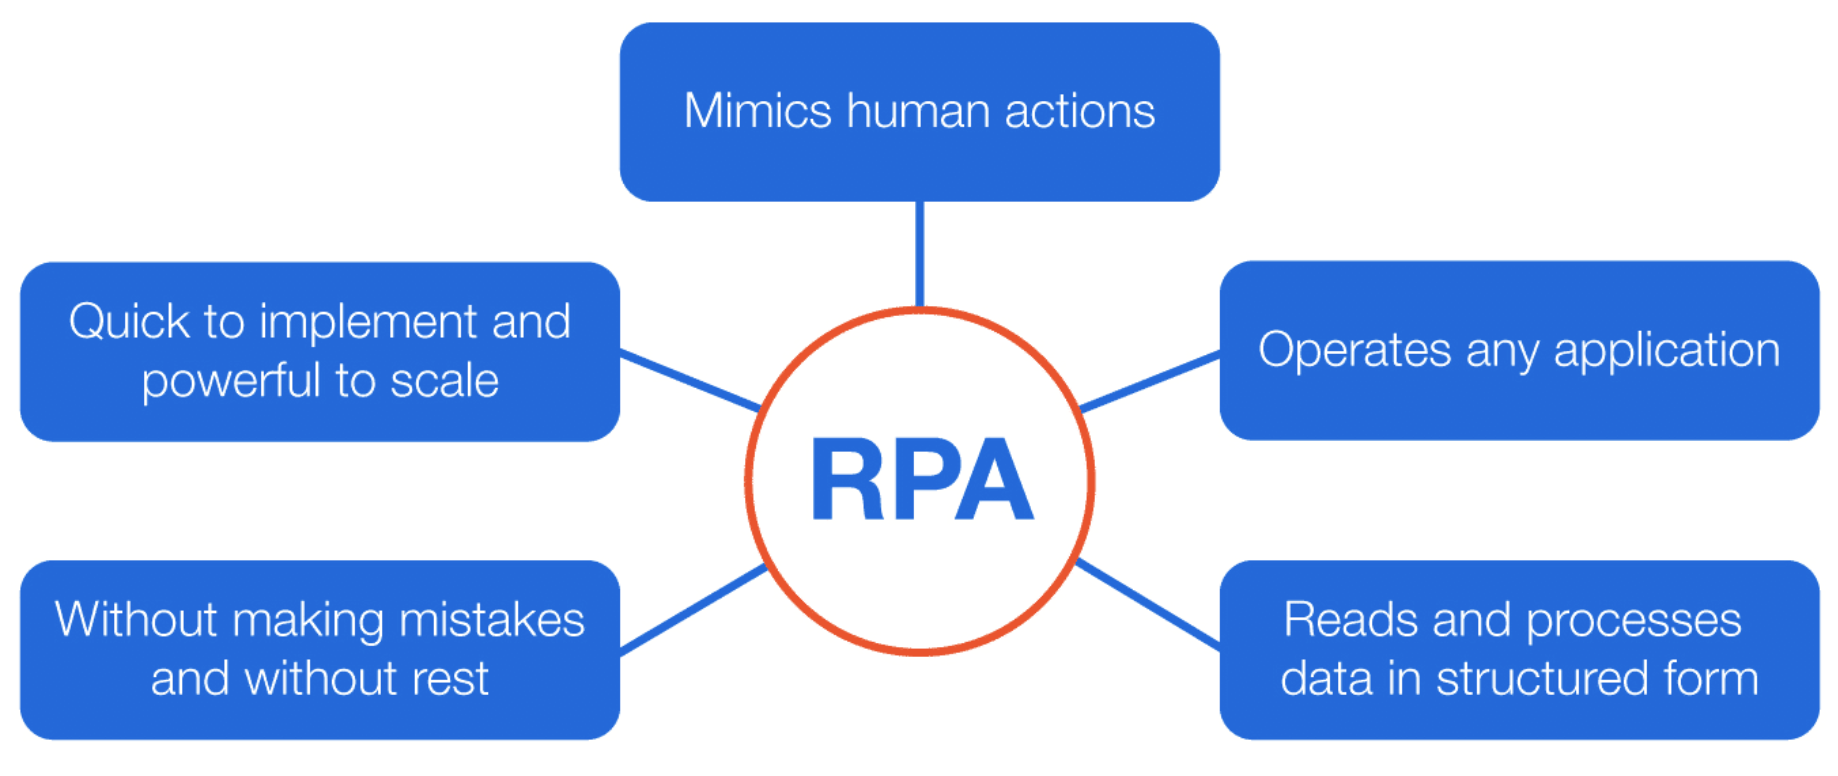 Mimics human actions
Quick to implement and
powerful to scale
Operates any application
RPA
Without making mistakes
and without rest
Reads and processes
data in structured form